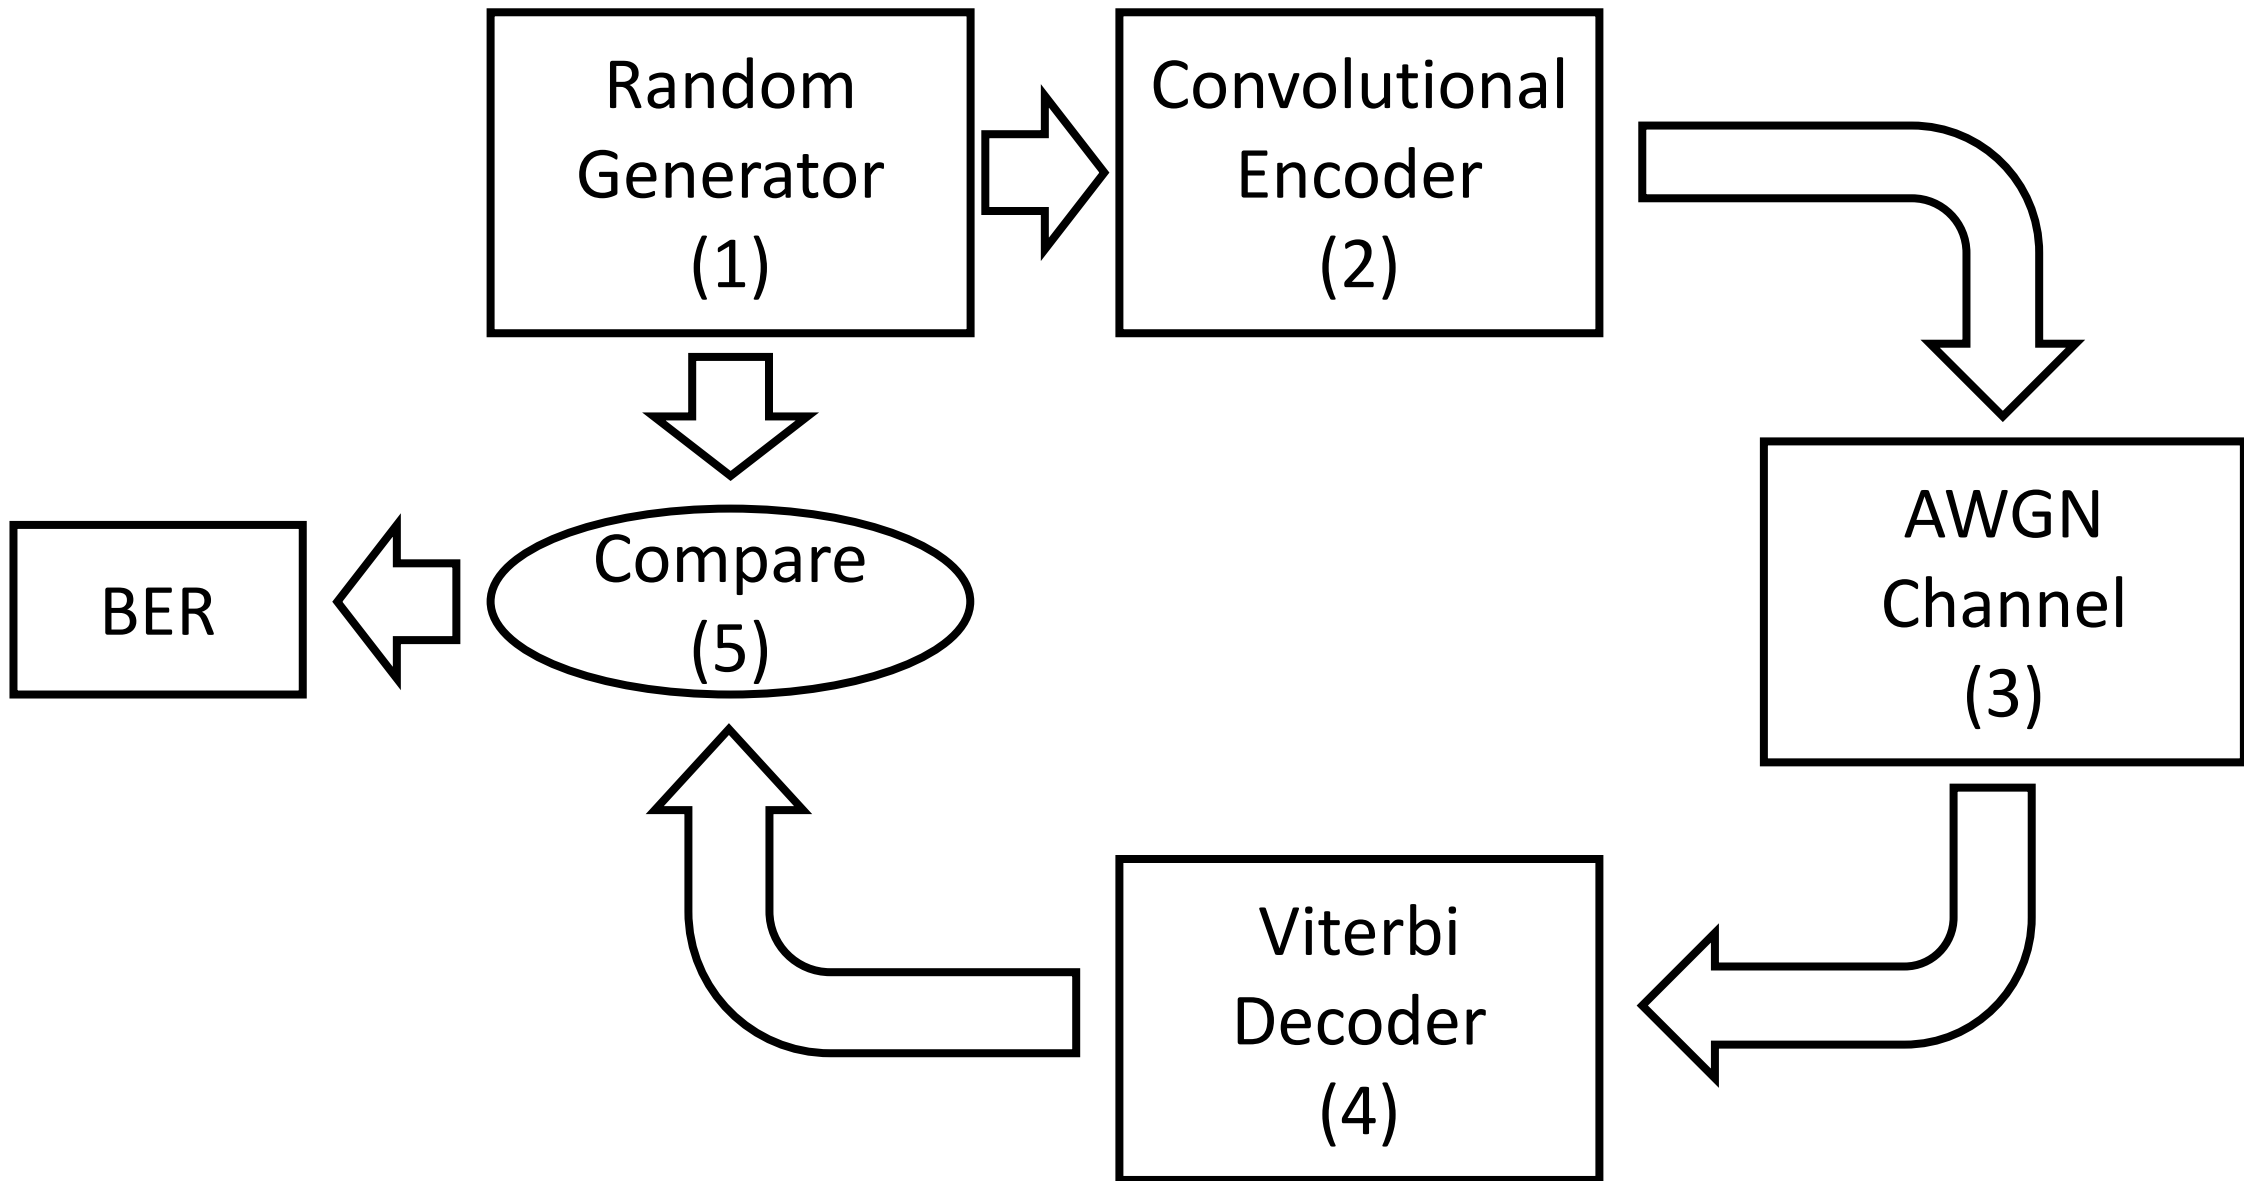 Random
Generator
(1)
Convolutional
Encoder
(2)
AWGN
Channel
(3)
Viterbi
Decoder
(4)
Compare
(5)
BER